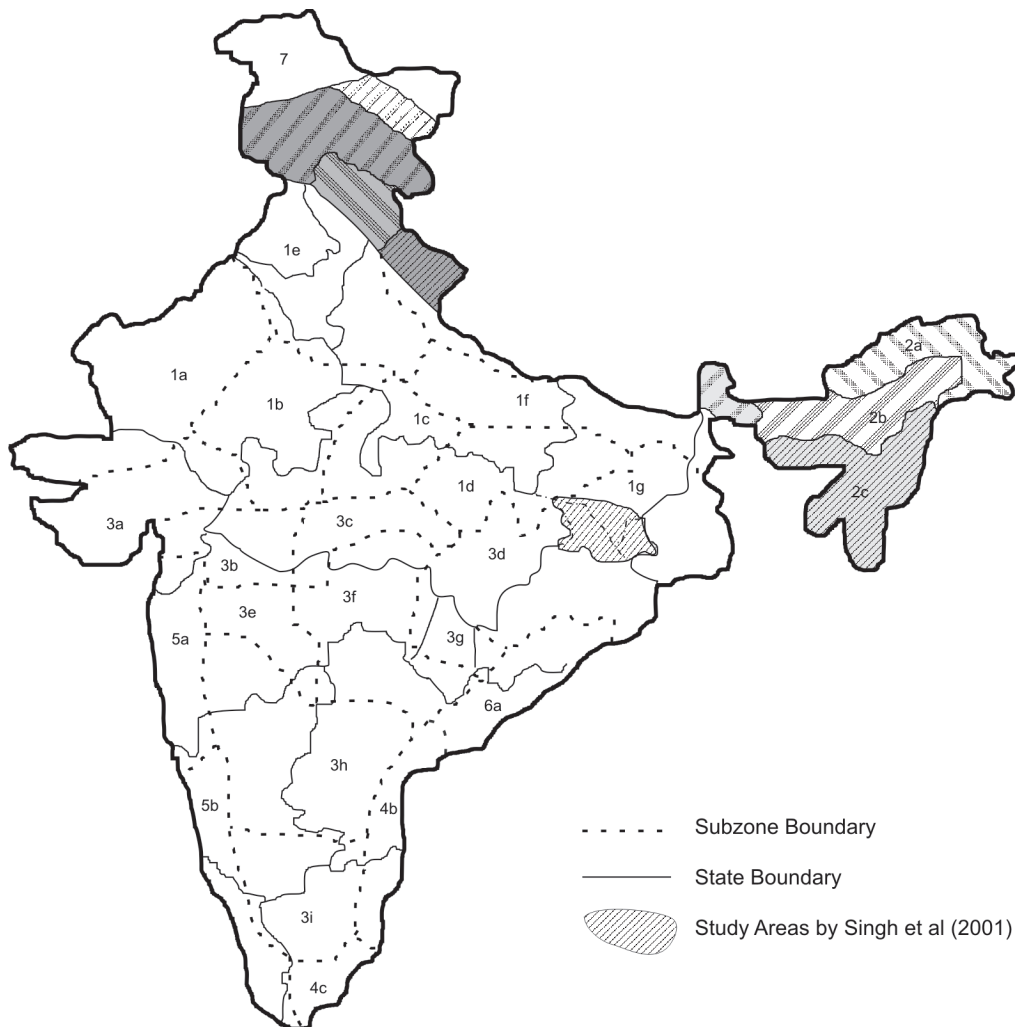 7
1e
2a
1a
1b
1f
1c
2b
1g
1d
2c
3a
3c
3d
3b
3f
3e
5a
3g
6a
3h
5b
4b
Subzone Boundary
State Boundary
3i
Study Areas by Singh et al (2001)
4c